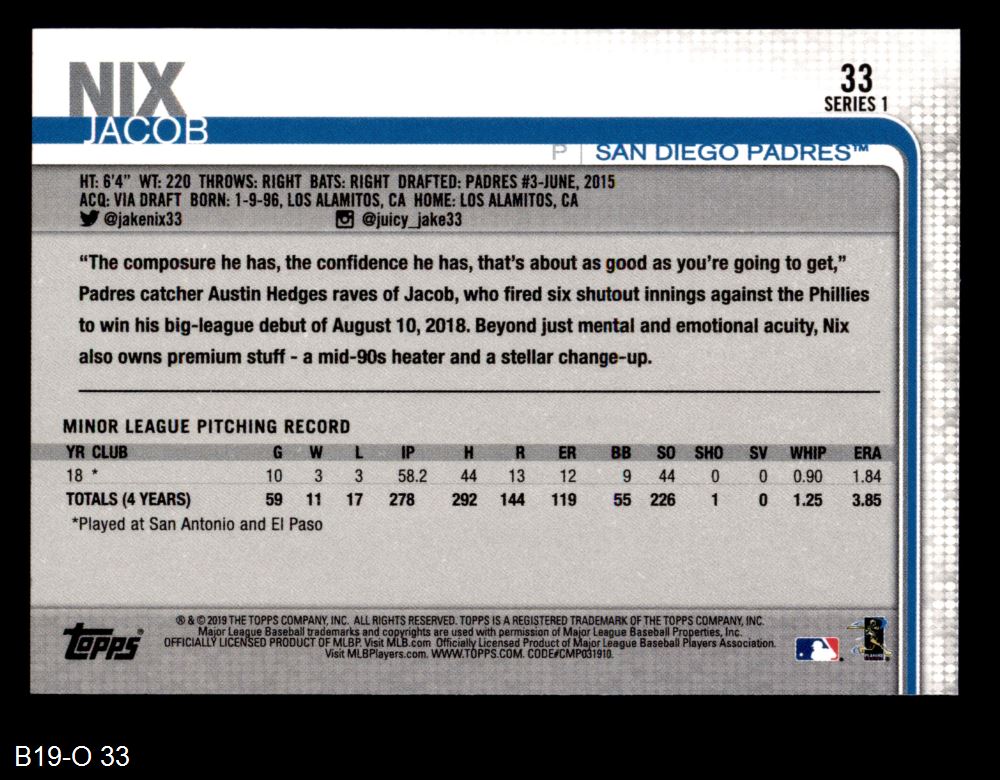 NIX
JACOB
33
SERIES 1
P | SAN DIEGO PADRES™
HT: 6'4" WT: 220 THROWS: RIGHT BATS: RIGHT DRAFTED: PADRES #3-JUNE, 2015
ACQ: VIA DRAFT BORN: 1-9-96, LOS ALAMITOS, CA HOME: LOS ALAMITOS, CA
@jakenix33 @juicy_jake33
“The composure he has, the confidence he has, that’s about as good as you’re going to get,”
Padres catcher Austin Hedges raves of Jacob, who fired six shutout innings against the Phillies
to win his big-league debut of August 10, 2018. Beyond just mental and emotional acuity, Nix
also owns premium stuff - a mid-90s heater and a stellar change-up.
MINOR LEAGUE PITCHING RECORD
YR CLUB G W L IP H R ER BB SO SHO SV WHIP ERA
18 * 10 3 3 58.2 44 13 12 9 44 0 0 0.90 1.84
TOTALS (4 YEARS) 59 11 17 278 292 144 119 55 226 1 0 1.25 3.85
*Played at San Antonio and El Paso
Topps®
® & © 2019 THE TOPPS COMPANY, INC. ALL RIGHTS RESERVED. TOPPS IS A REGISTERED TRADEMARK OF THE TOPPS COMPANY, INC.
Major League Baseball trademarks and copyrights are used with permission of Major League Baseball Properties, Inc.
OFFICIALLY LICENSED PRODUCT OF MLBP. Visit MLB.com Officially Licensed Product of Major League Baseball Players Association.
Visit MLBPlayers.com. WWW.TOPPS.COM. CODE#CMP031910.
B19-O 33